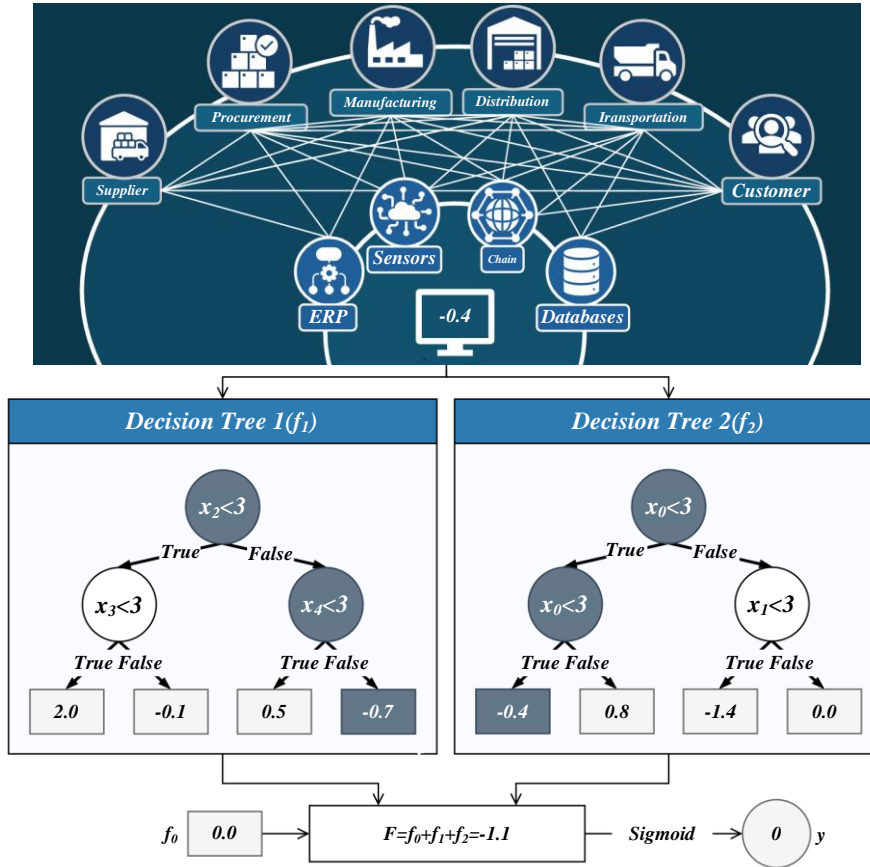 Procurement
Manufacturing
Distribution
Iransportation
Supplier
Customer
Sensors
Chain
ERP
-0.4
Databases
Decision Tree 1(f₁)
Decision Tree 2(f₂)
x₂<3
x₀<3
True
False
True
False
x₃<3
x₄<3
x₀<3
x₁<3
True False
True False
True False
True False
2.0
-0.1
0.5
-0.7
-0.4
0.8
-1.4
0.0
f₀
0.0
F=f₀+f₁+f₂=-1.1
Sigmoid
0
y